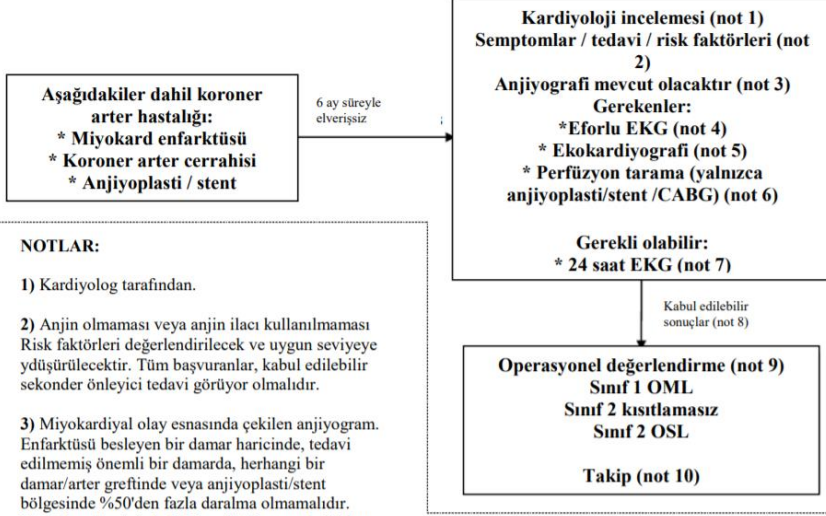 Aşağıdakiler dahil koroner
arter hastalığı:
* Miyokard enfarktüsü
* Koroner arter cerrahisi
* Anjiyoplasti / stent
6 ay süreyle
elverişsiz
Kardiyoloji incelemesi (not 1)
Semptomlar / tedavi / risk faktörleri (not
2)
Anjiyografi mevcut olacaktır (not 3)
Gerekenler:
*Eforlu EKG (not 4)
* Ekokardiyografi (not 5)
* Perfüzyon tarama (yalnızca
anjiyoplasti/stent /CABG) (not 6)
Gerekli olabilir:
* 24 saat EKG (not 7)
Kabul edilebilir
sonuçlar (not 8)
Operasyonel değerlendirme (not 9)
Sınıf 1 OML
Sınıf 2 kısıtlamasız
Sınıf 2 OSL
Takip (not 10)
NOTLAR:
1) Kardiyolog tarafından.
2) Anjin olmaması veya anjin ilacı kullanılmaması
Risk faktörleri değerlendirilecek ve uygun seviyeye
ydüşürülecektir. Tüm başvuranlar, kabul edilebilir
sekonder önleyici tedavi görüyor olmalıdır.
3) Miyokardiyal olay esnasında çekilen anjiyogram.
Enfarktüsü besleyen bir damar haricinde, tedavi
edilmemiş önemli bir damarda, herhangi bir
damar/arter greftinde veya anjiyoplasti/stent
bölgesinde %50'den fazla daralma olmamalıdır.